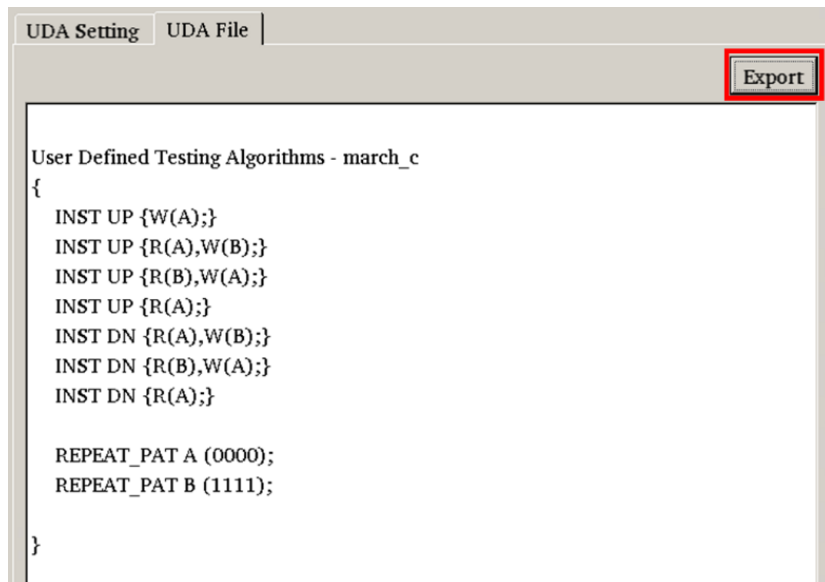 UDA Setting UDA File
Export
User Defined Testing Algorithms - march_c
{
INST UP {W(A);}
INST UP {R(A),W(B);}
INST UP {R(B),W(A);}
INST UP {R(A);}
INST DN {R(A),W(B);}
INST DN {R(B),W(A);}
INST DN {R(A);}
REPEAT_PAT A (0000);
REPEAT_PAT B (1111);
}